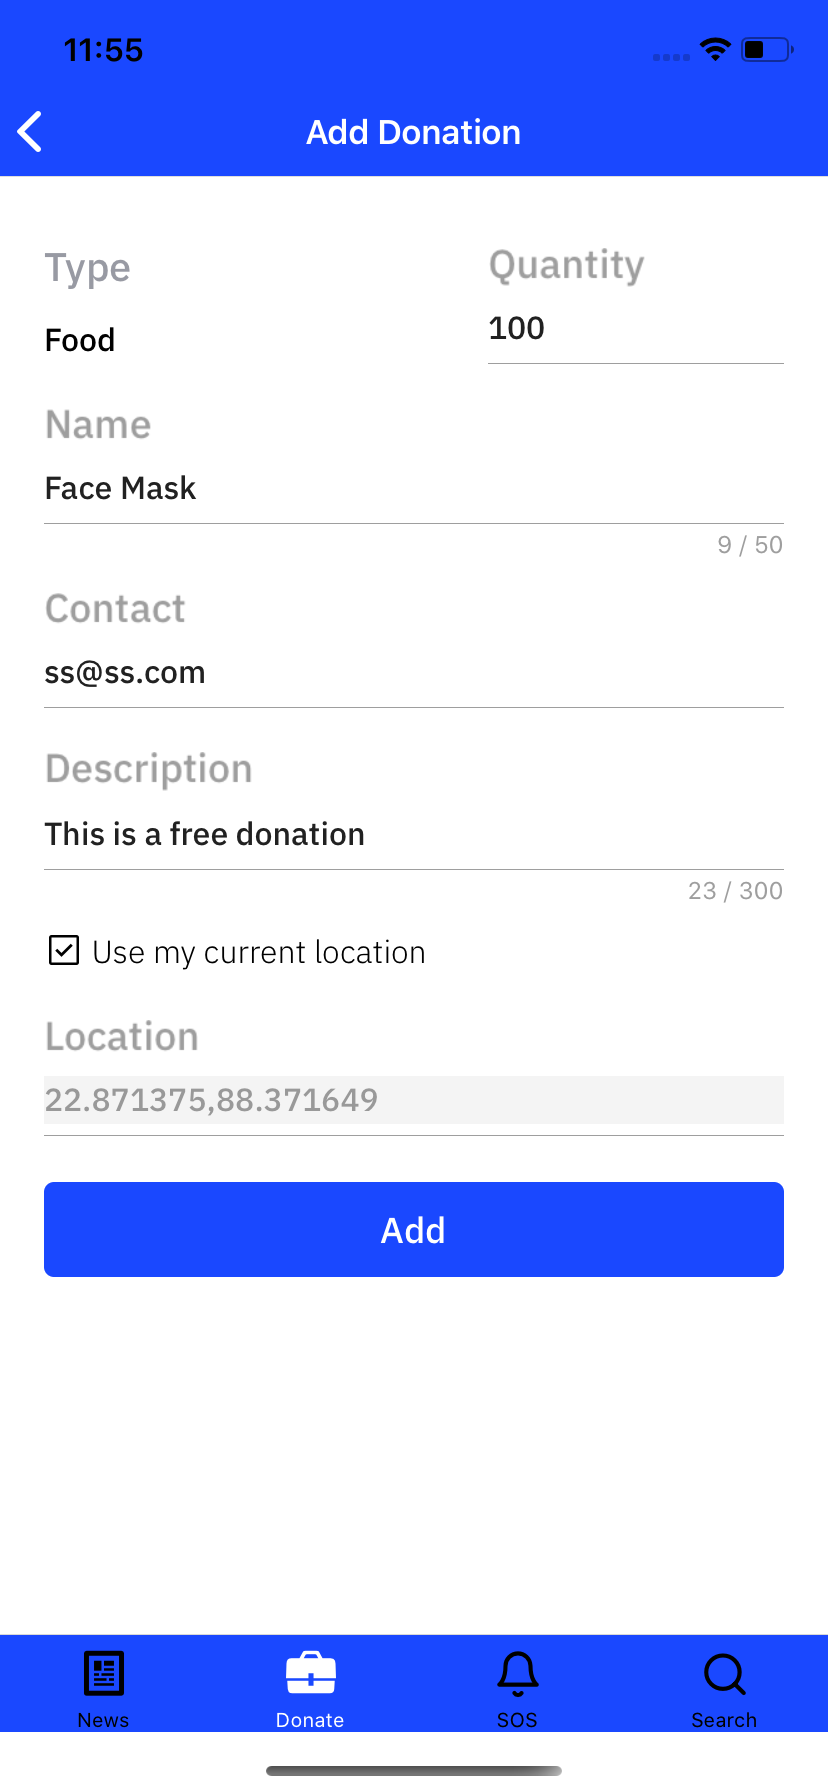 11:55
Add Donation
Type
Quantity
Food
100
Name
Face Mask
9 / 50
Contact
ss@ss.com
Description
This is a free donation
23 / 300
Use my current location
Location
22.871375,88.371649
Add
News
Donate
SOS
Search